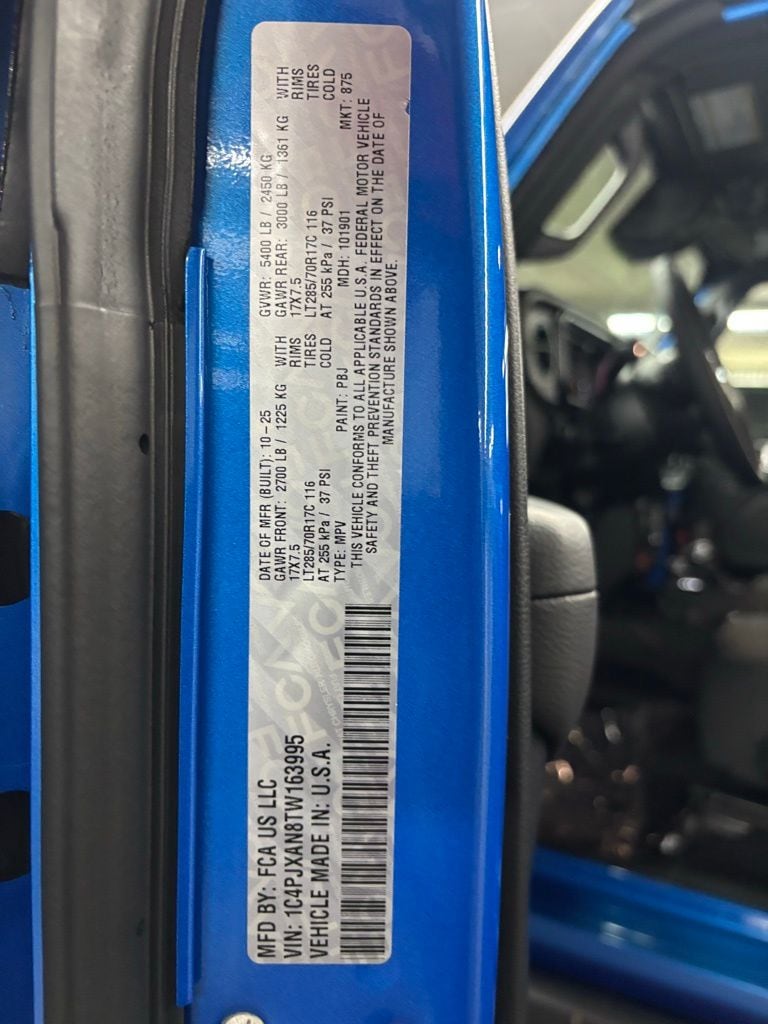 MFD BY: FCA US LLC
VIN: 1C4PJXAN8TW163995
VEHICLE MADE IN: U.S.A.
DATE OF MFR (BUILT): 10-25 GVWR: 5400 LB / 2450 KG
GAWR FRONT: 2700 LB / 1225 KG WITH GAWR REAR: 3000 LB / 1361 KG WITH
17X7.5 RIMS 17X7.5 RIMS
LT285/70R17C 116 TIRES LT285/70R17C 116 TIRES
AT 255 kPa / 37 PSI COLD AT 255 kPa / 37 PSI COLD
TYPE: MPV PAINT: PBJ MDH: 101901 MKT: 875
THIS VEHICLE CONFORMS TO ALL APPLICABLE U.S.A. FEDERAL MOTOR VEHICLE
SAFETY AND THEFT PREVENTION STANDARDS IN EFFECT ON THE DATE OF
MANUFACTURE SHOWN ABOVE.